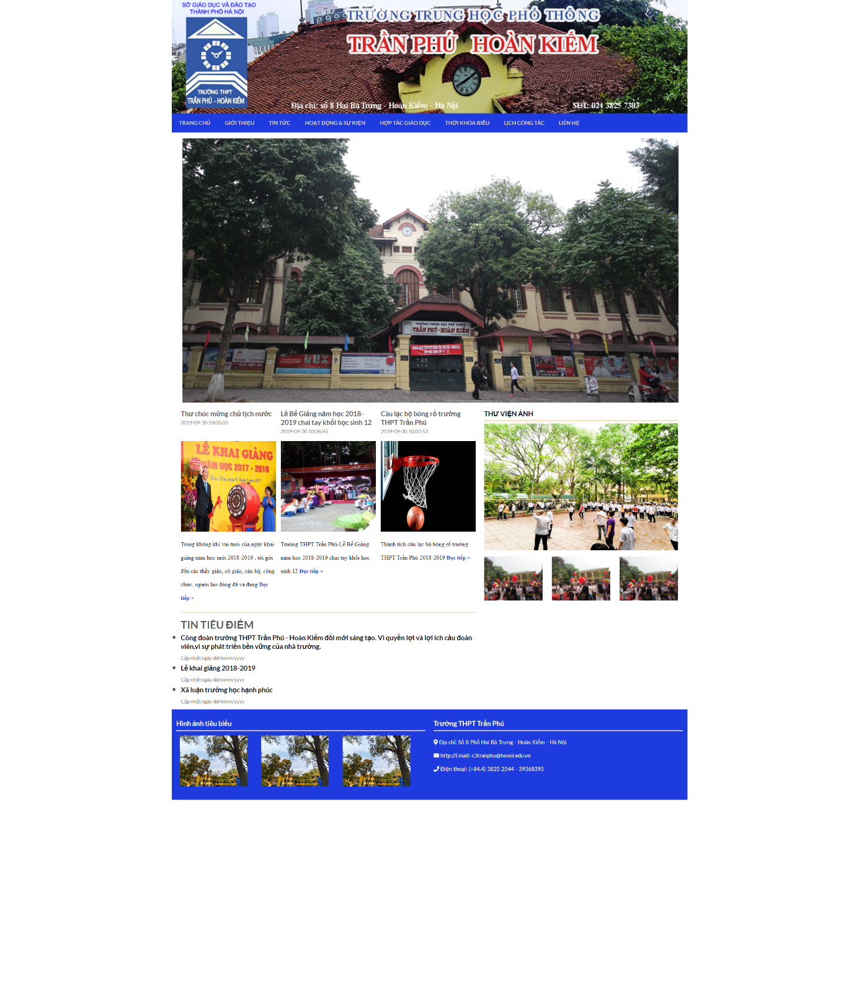 SỞ GIÁO DỤC VÀ ĐÀO TẠO
THÀNH PHỐ HÀ NỘI
TRƯỜNG TRUNG HỌC PHỔ THÔNG
TRẦN PHÚ HOÀN KIẾM
TRƯỜNG THPT
TRẦN PHÚ - HOÀN KIẾM
Địa chỉ: số 8 Hai Bà Trưng - Hoàn Kiếm - Hà Nội
SĐT: 024 3825 7303
TRANG CHỦ GIỚI THIỆU TIN TỨC HOẠT DỘNG & SỰ KIỆN HỢP TÁC GIÁO DỤC THỜI KHÓA BIỂU LỊCH CÔNG TÁC LIÊN HỆ
TRƯỜNG TRUNG HỌC PHỔ THÔNG
TRẦN PHÚ-HOÀN KIẾM
Thư chúc mừng chủ tịch nước
2019-09-30 10:05:03
LỄ KHAI GIẢNG
NĂM HỌC 2017 - 2018
Trong không khí vui tươi của ngày khai
giảng năm học mới 2018-2019 , tôi gửi
đến các thầy giáo, cô giáo, cán bộ, công
chức, người lao động đã và đang Đọc
tiếp >
Lễ Bế Giảng năm học 2018-
2019 chai tay khối học sinh 12
2019-09-30 10:06:45
Trường THPT Trần Phú-Lễ Bế Giảng
năm học 2018-2019 chai tay khối học
sinh 12 Đọc tiếp >
Câu lạc bộ bóng rổ trường
THPT Trần Phú
2019-09-30 10:07:53
Thành tích câu lạc bộ bóng rổ trường
THPT Trần Phú 2018-2019 Đọc tiếp >
THƯ VIỆN ẢNH
TIN TIÊU ĐIỂM
Công đoàn trường THPT Trần Phú - Hoàn Kiếm đổi mới sáng tạo. Vì quyền lợi và lợi ích cảu đoàn
viên,vì sự phát triển bền vững của nhà trường.
Cập nhật ngày dd/mmm/yyyy
Lễ khai giảng 2018-2019
Cập nhật ngày dd/mmm/yyyy
Xã luận trường học hạnh phúc
Cập nhật ngày dd/mmm/yyyy
Hình ảnh tiêu biểu
Trường THPT Trần Phú
Địa chỉ: Số 8 Phố Hai Bà Trưng - Hoàn Kiếm - Hà Nội
http://Email: c3tranphu@hanoi.edu.vn
Điện thoại: (+84.4) 3825 2544 - 39368395